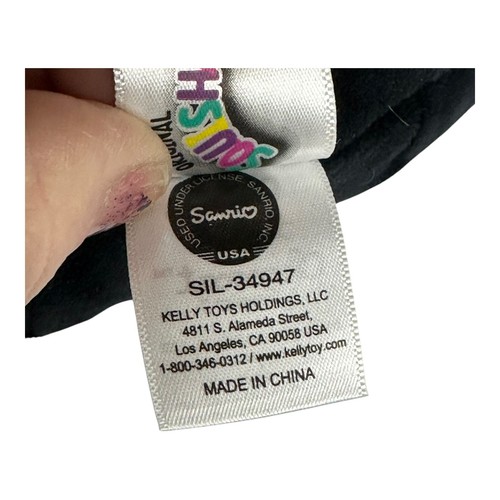 ORIGINAL
SQUISH
USED UNDER LICENSE. SANRIO, INC.
Sanrio
USA
SIL-34947
KELLY TOYS HOLDINGS, LLC
4811 S. Alameda Street,
Los Angeles, CA 90058 USA
1-800-346-0312 / www.kellytoy.com
MADE IN CHINA